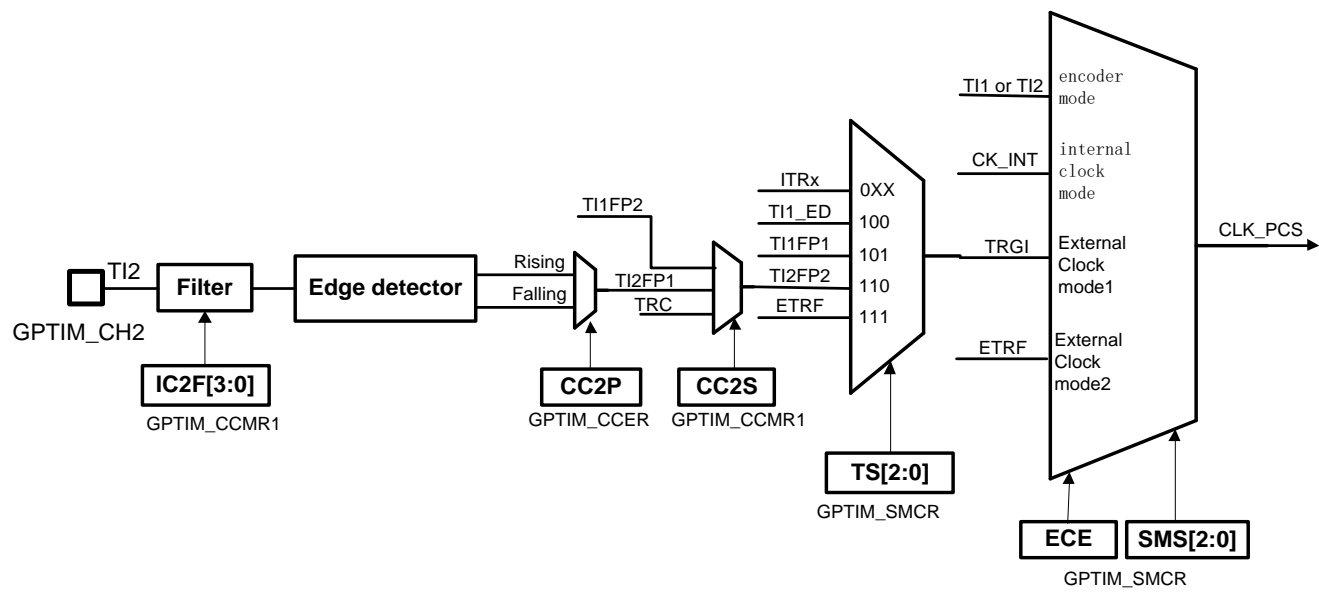 TI1 or TI2
encoder
mode
CK_INT
internal
clock
mode
ITRx
0XX
TI1FP2
TI1_ED
100
CLK_PCS
TI1FP1
101
TRGI
External
Clock
mode1
TI2
Filter
Edge detector
Rising
Falling
TI2FP1
TRC
TI2FP2
110
ETRF
111
GPTIM_CH2
ETRF
External
Clock
mode2
IC2F[3:0]
GPTIM_CCMR1
CC2P
GPTIM_CCER
CC2S
GPTIM_CCMR1
TS[2:0]
GPTIM_SMCR
ECE
SMS[2:0]
GPTIM_SMCR